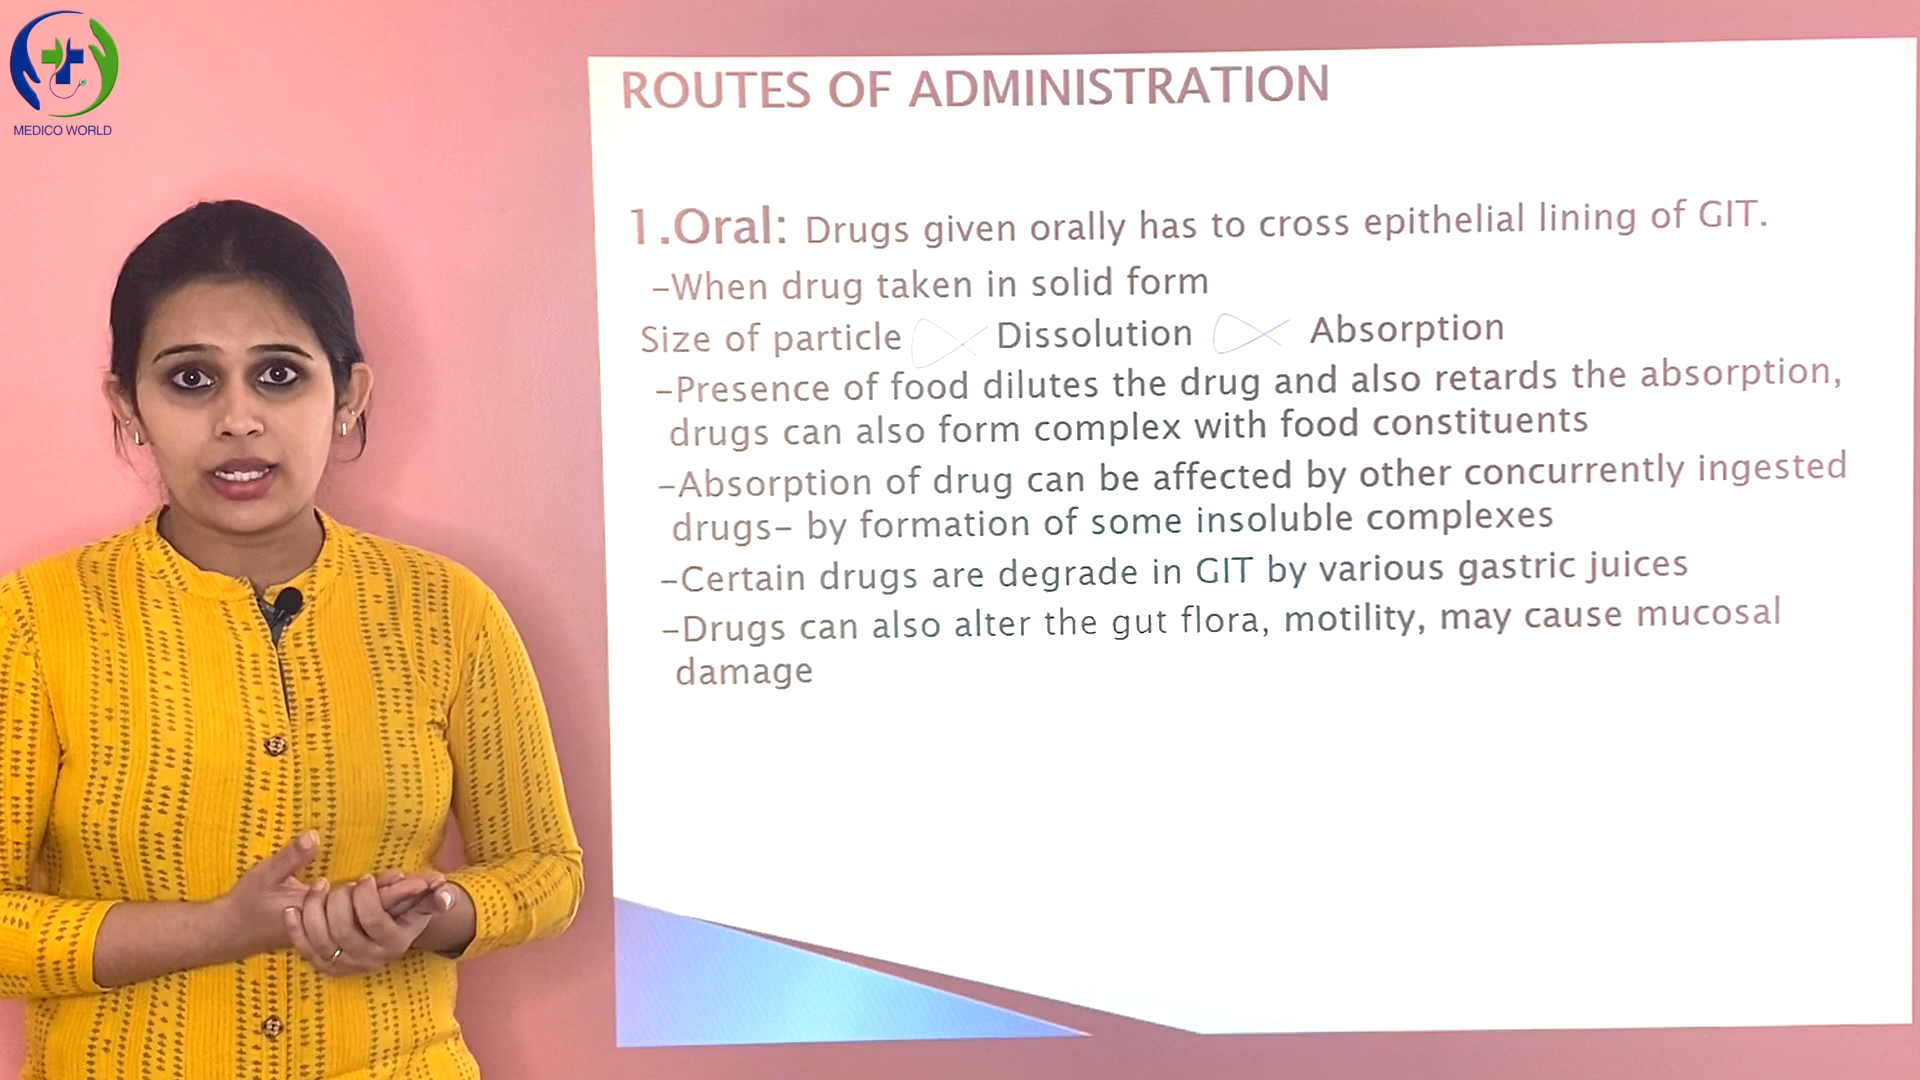 MEDICO WORLD
ROUTES OF ADMINISTRATION
1.Oral: Drugs given orally has to cross epithelial lining of GIT.
-When drug taken in solid form
Size of particle ∝ Dissolution ∝ Absorption
-Presence of food dilutes the drug and also retards the absorption,
drugs can also form complex with food constituents
-Absorption of drug can be affected by other concurrently ingested
drugs- by formation of some insoluble complexes
-Certain drugs are degrade in GIT by various gastric juices
-Drugs can also alter the gut flora, motility, may cause mucosal
damage